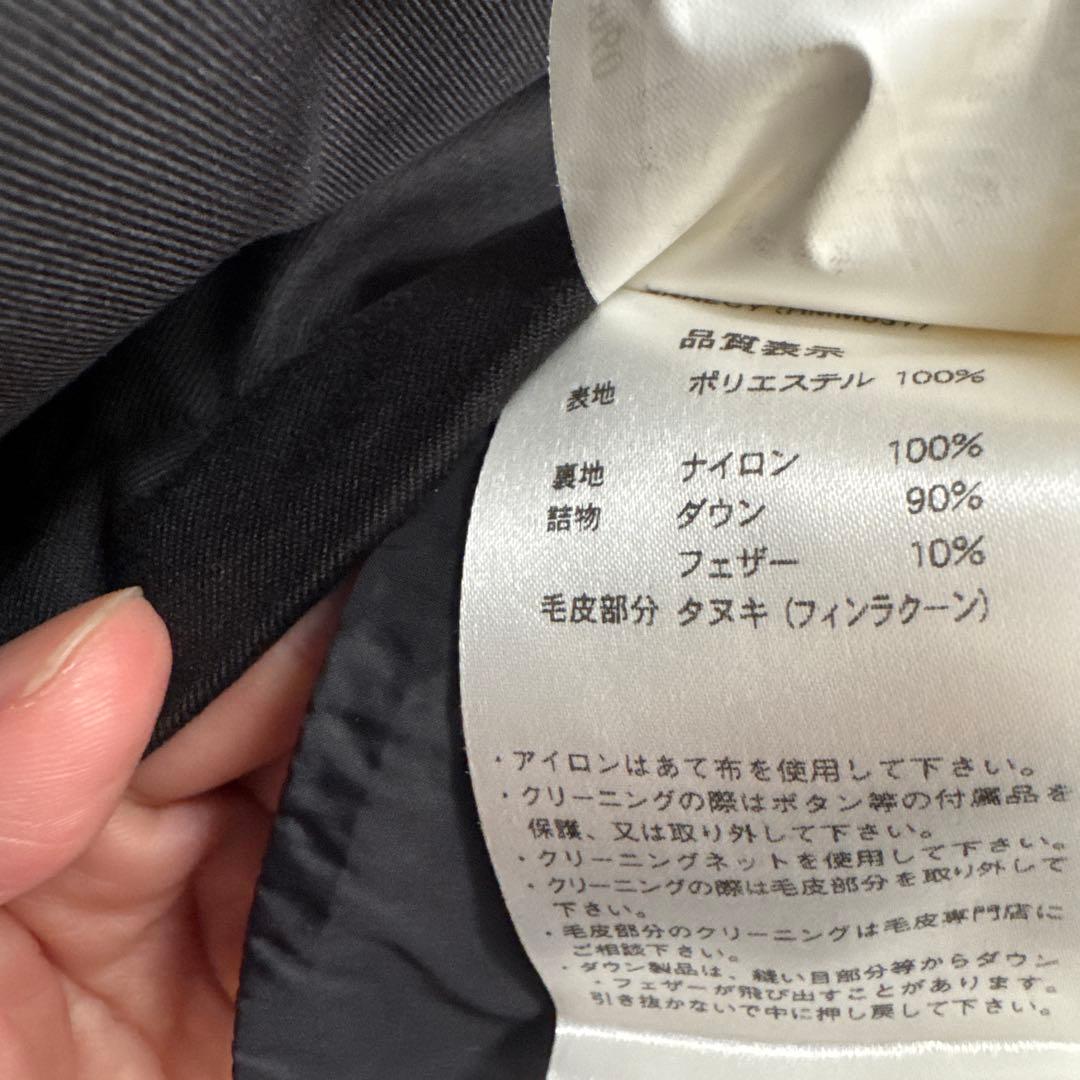 品質表示
表地 ポリエステル 100%
裏地 ナイロン 100%
詰物 ダウン 90%
フェザー 10%
毛皮部分 タヌキ (フィンラクーン)
・アイロンはあて布を使用して下さい。
・クリーニングの際はボタン等の付属品を
保護、又は取り外して下さい。
・クリーニングネットを使用して下さい。
・クリーニングの際は毛皮部分を取り外して
下さい。
・毛皮部分のクリーニングは毛皮専門店に
ご相談下さい。
・ダウン製品は、縫い目部分等からダウン
・フェザーが飛び出すことがあります。
引き抜かないで中に押し戻して下さい。